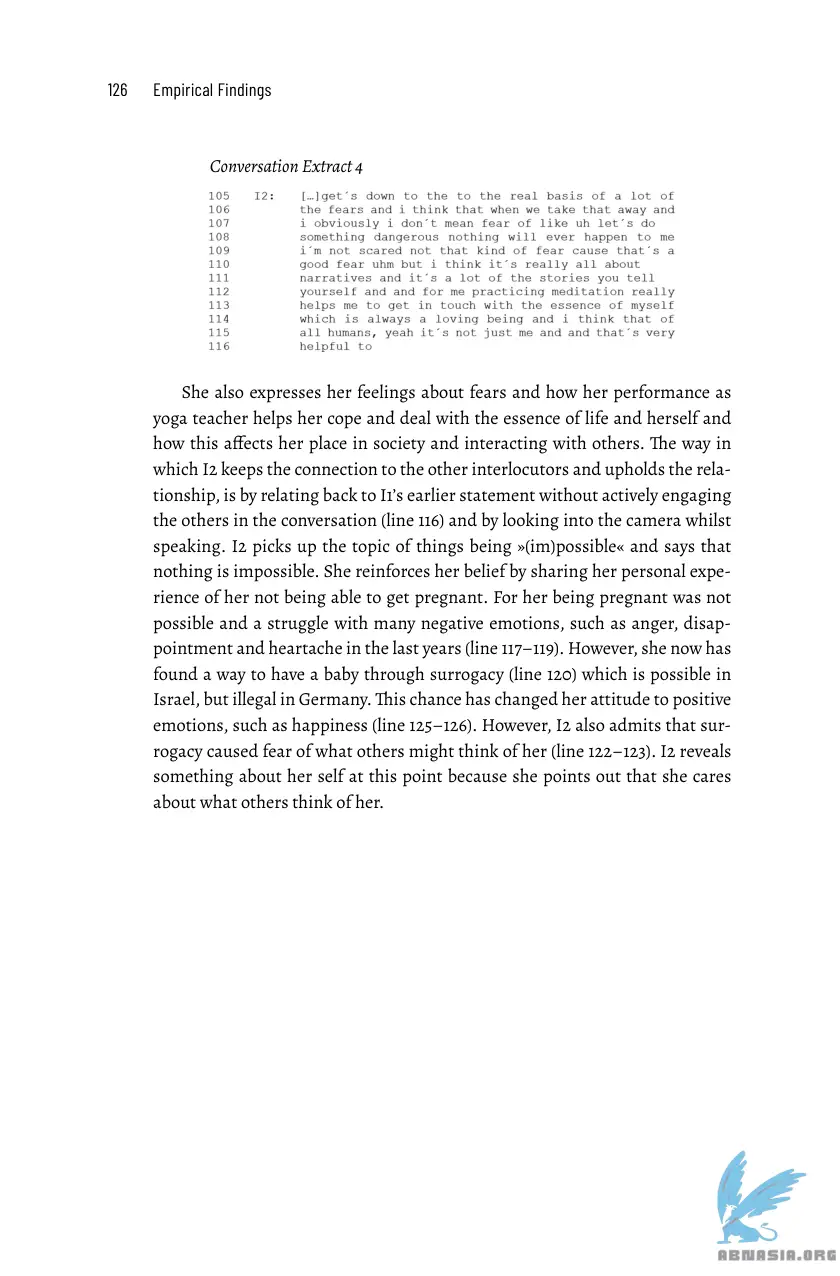 126 Empirical Findings
Conversation Extract 4
105 I2: […]get´s down to the to the real basis of a lot of
106 the fears and i think that when we take that away and
107 i obviously i don´t mean fear of like uh let´s do
108 something dangerous nothing will ever happen to me
109 i´m not scared not that kind of fear cause that´s a
110 good fear uhm but i think it´s really all about
111 narratives and it´s a lot of the stories you tell
112 yourself and and for me practicing meditation really
113 helps me to get in touch with the essence of myself
114 which is always a loving being and i think that of
115 all humans, yeah it´s not just me and and that´s very
116 helpful to
She also expresses her feelings about fears and how her performance as
yoga teacher helps her cope and deal with the essence of life and herself and
how this affects her place in society and interacting with others. The way in
which I2 keeps the connection to the other interlocutors and upholds the rela-
tionship, is by relating back to I1’s earlier statement without actively engaging
the others in the conversation (line 116) and by looking into the camera whilst
speaking. I2 picks up the topic of things being »(im)possible« and says that
nothing is impossible. She reinforces her belief by sharing her personal expe-
rience of her not being able to get pregnant. For her being pregnant was not
possible and a struggle with many negative emotions, such as anger, disap-
pointment and heartache in the last years (line 117–119). However, she now has
found a way to have a baby through surrogacy (line 120) which is possible in
Israel, but illegal in Germany. This chance has changed her attitude to positive
emotions, such as happiness (line 125–126). However, I2 also admits that sur-
rogacy caused fear of what others might think of her (line 122–123). I2 reveals
something about her self at this point because she points out that she cares
about what others think of her.
ABNASIA.ORG